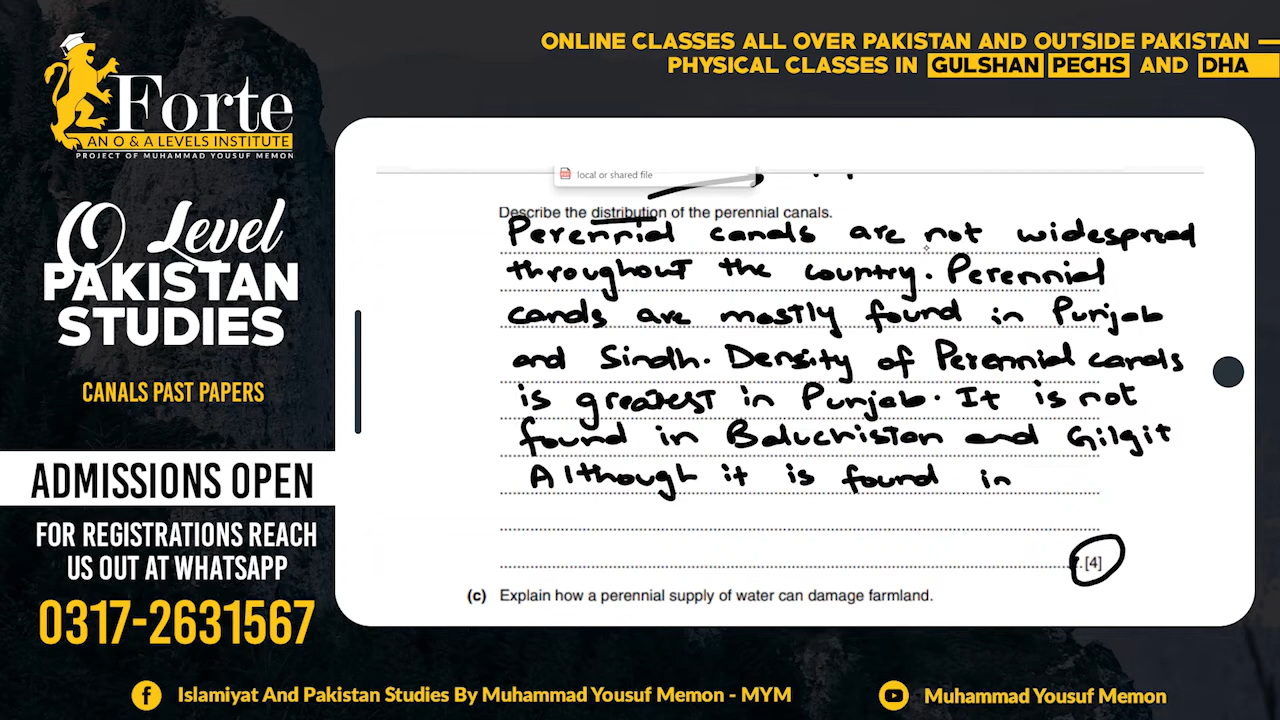 Forte
AN O & A LEVELS INSTITUTE
PROJECT OF MUHAMMAD YOUSUF MEMON
O Level
PAKISTAN
STUDIES
CANALS PAST PAPERS
ADMISSIONS OPEN
FOR REGISTRATIONS REACH
US OUT AT WHATSAPP
0317-2631567
ONLINE CLASSES ALL OVER PAKISTAN AND OUTSIDE PAKISTAN
PHYSICAL CLASSES IN GULSHAN PECHS AND DHA
local or shared file
Describe the distribution of the perennial canals.
Perennial canals are not widespread
throughout the country. Perennial
canals are mostly found in Punjab
and Sindh. Density of Perennial canals
is greatest in Punjab. It is not
found in Baluchistan and Gilgit
Although it is found in
[4]
(c) Explain how a perennial supply of water can damage farmland.
Islamiyat And Pakistan Studies By Muhammad Yousuf Memon - MYM
Muhammad Yousuf Memon